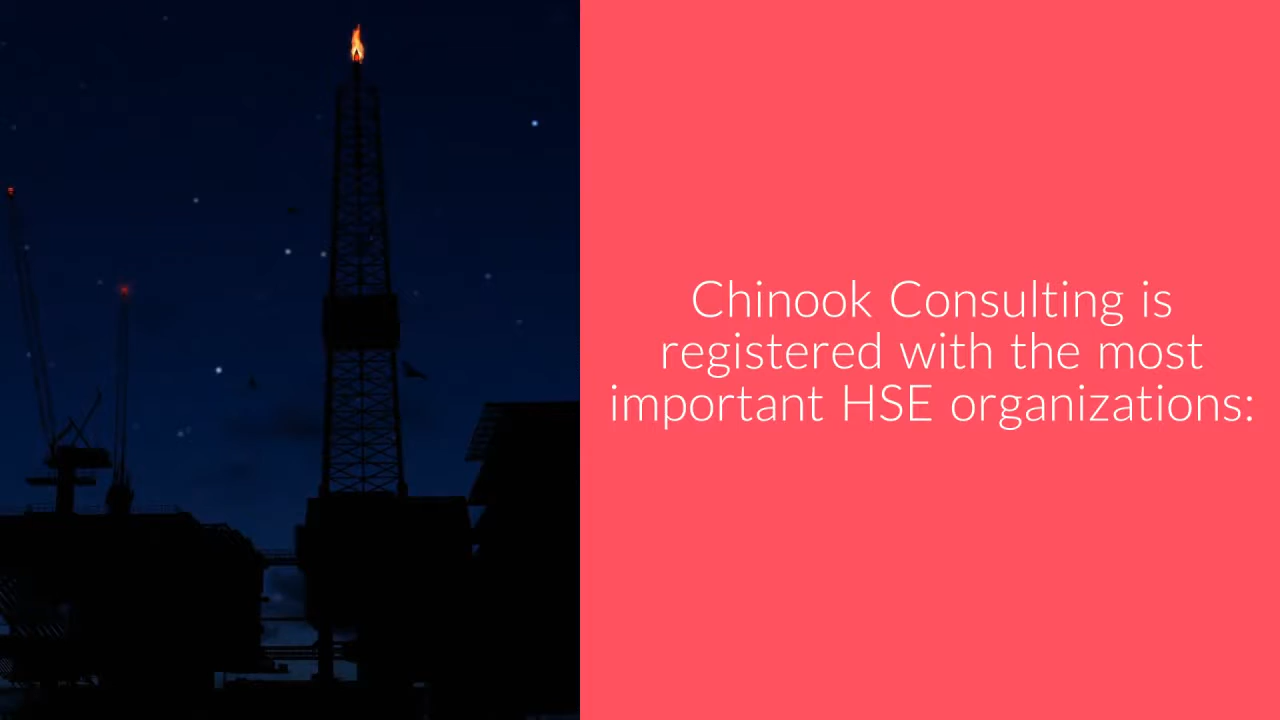 Chinook Consulting is
registered with the most
important HSE organizations: